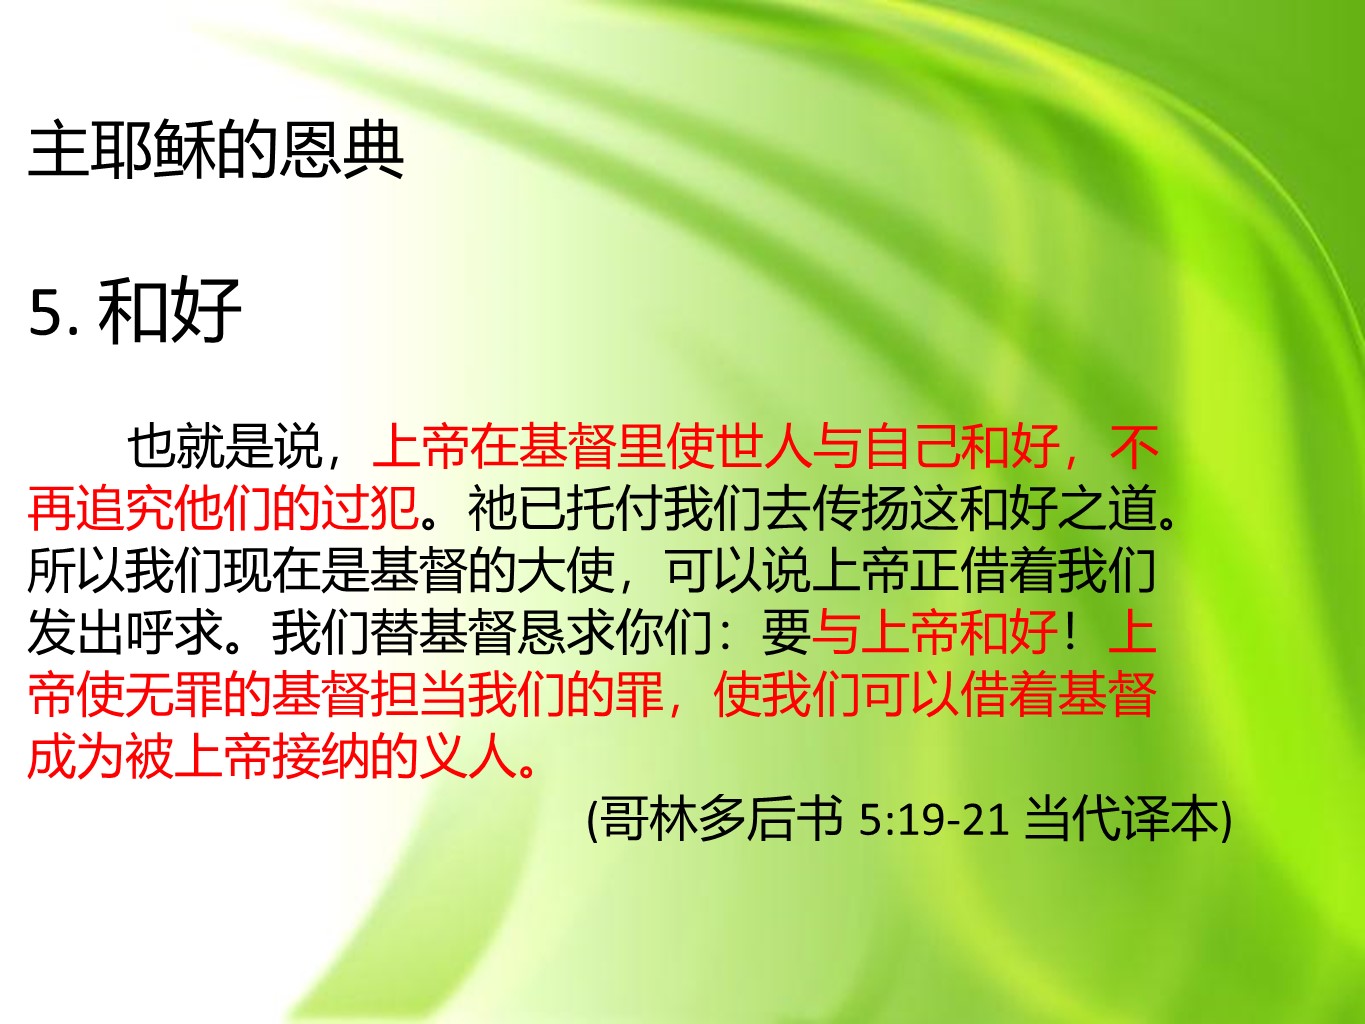 主耶稣的恩典
5. 和好
也就是说，上帝在基督里使世人与自己和好，不
再追究他们的过犯。祂已托付我们去传扬这和好之道。
所以我们现在是基督的大使，可以说上帝正借着我们
发出呼求。我们替基督恳求你们：要与上帝和好！上
帝使无罪的基督担当我们的罪，使我们可以借着基督
成为被上帝接纳的义人。
(哥林多后书 5:19-21 当代译本)